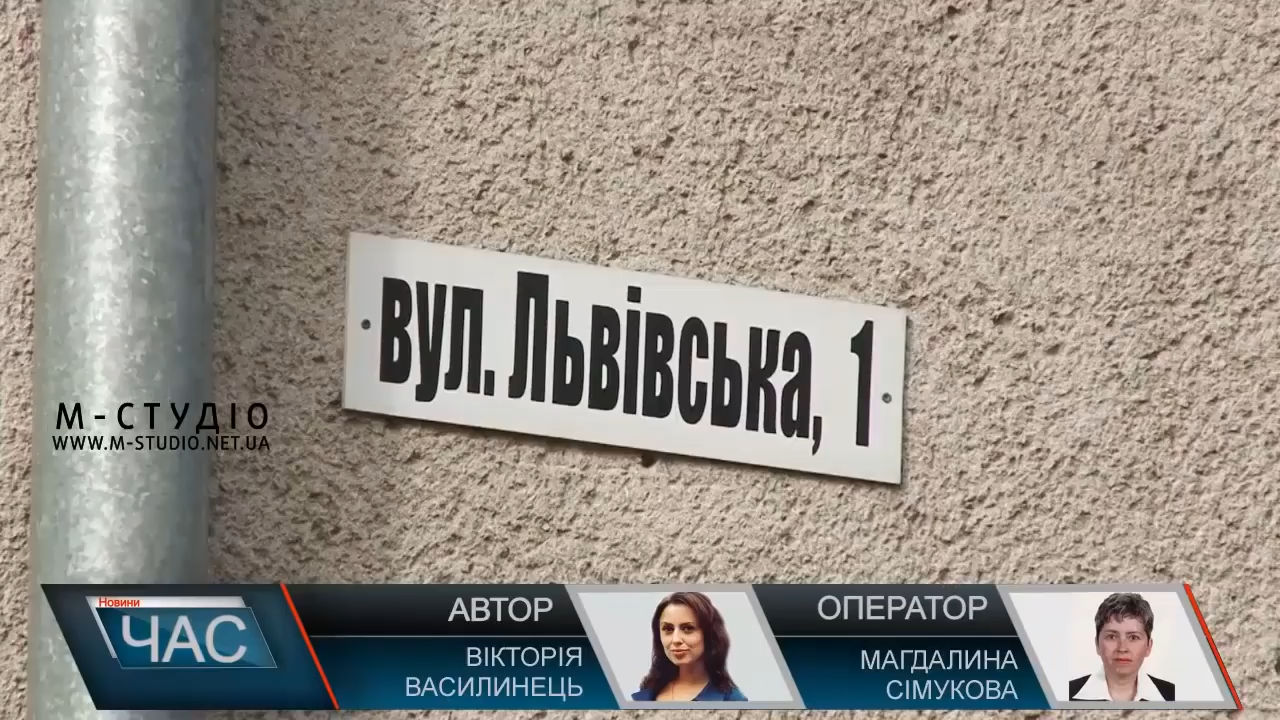 вул. Львівська, 1
М-СТУДІО
WWW.M-STUDIO.NET.UA
Новини
ЧАС
АВТОР
ВІКТОРІЯ
ВАСИЛИНЕЦЬ
ОПЕРАТОР
МАГДАЛИНА
СІМУКОВА